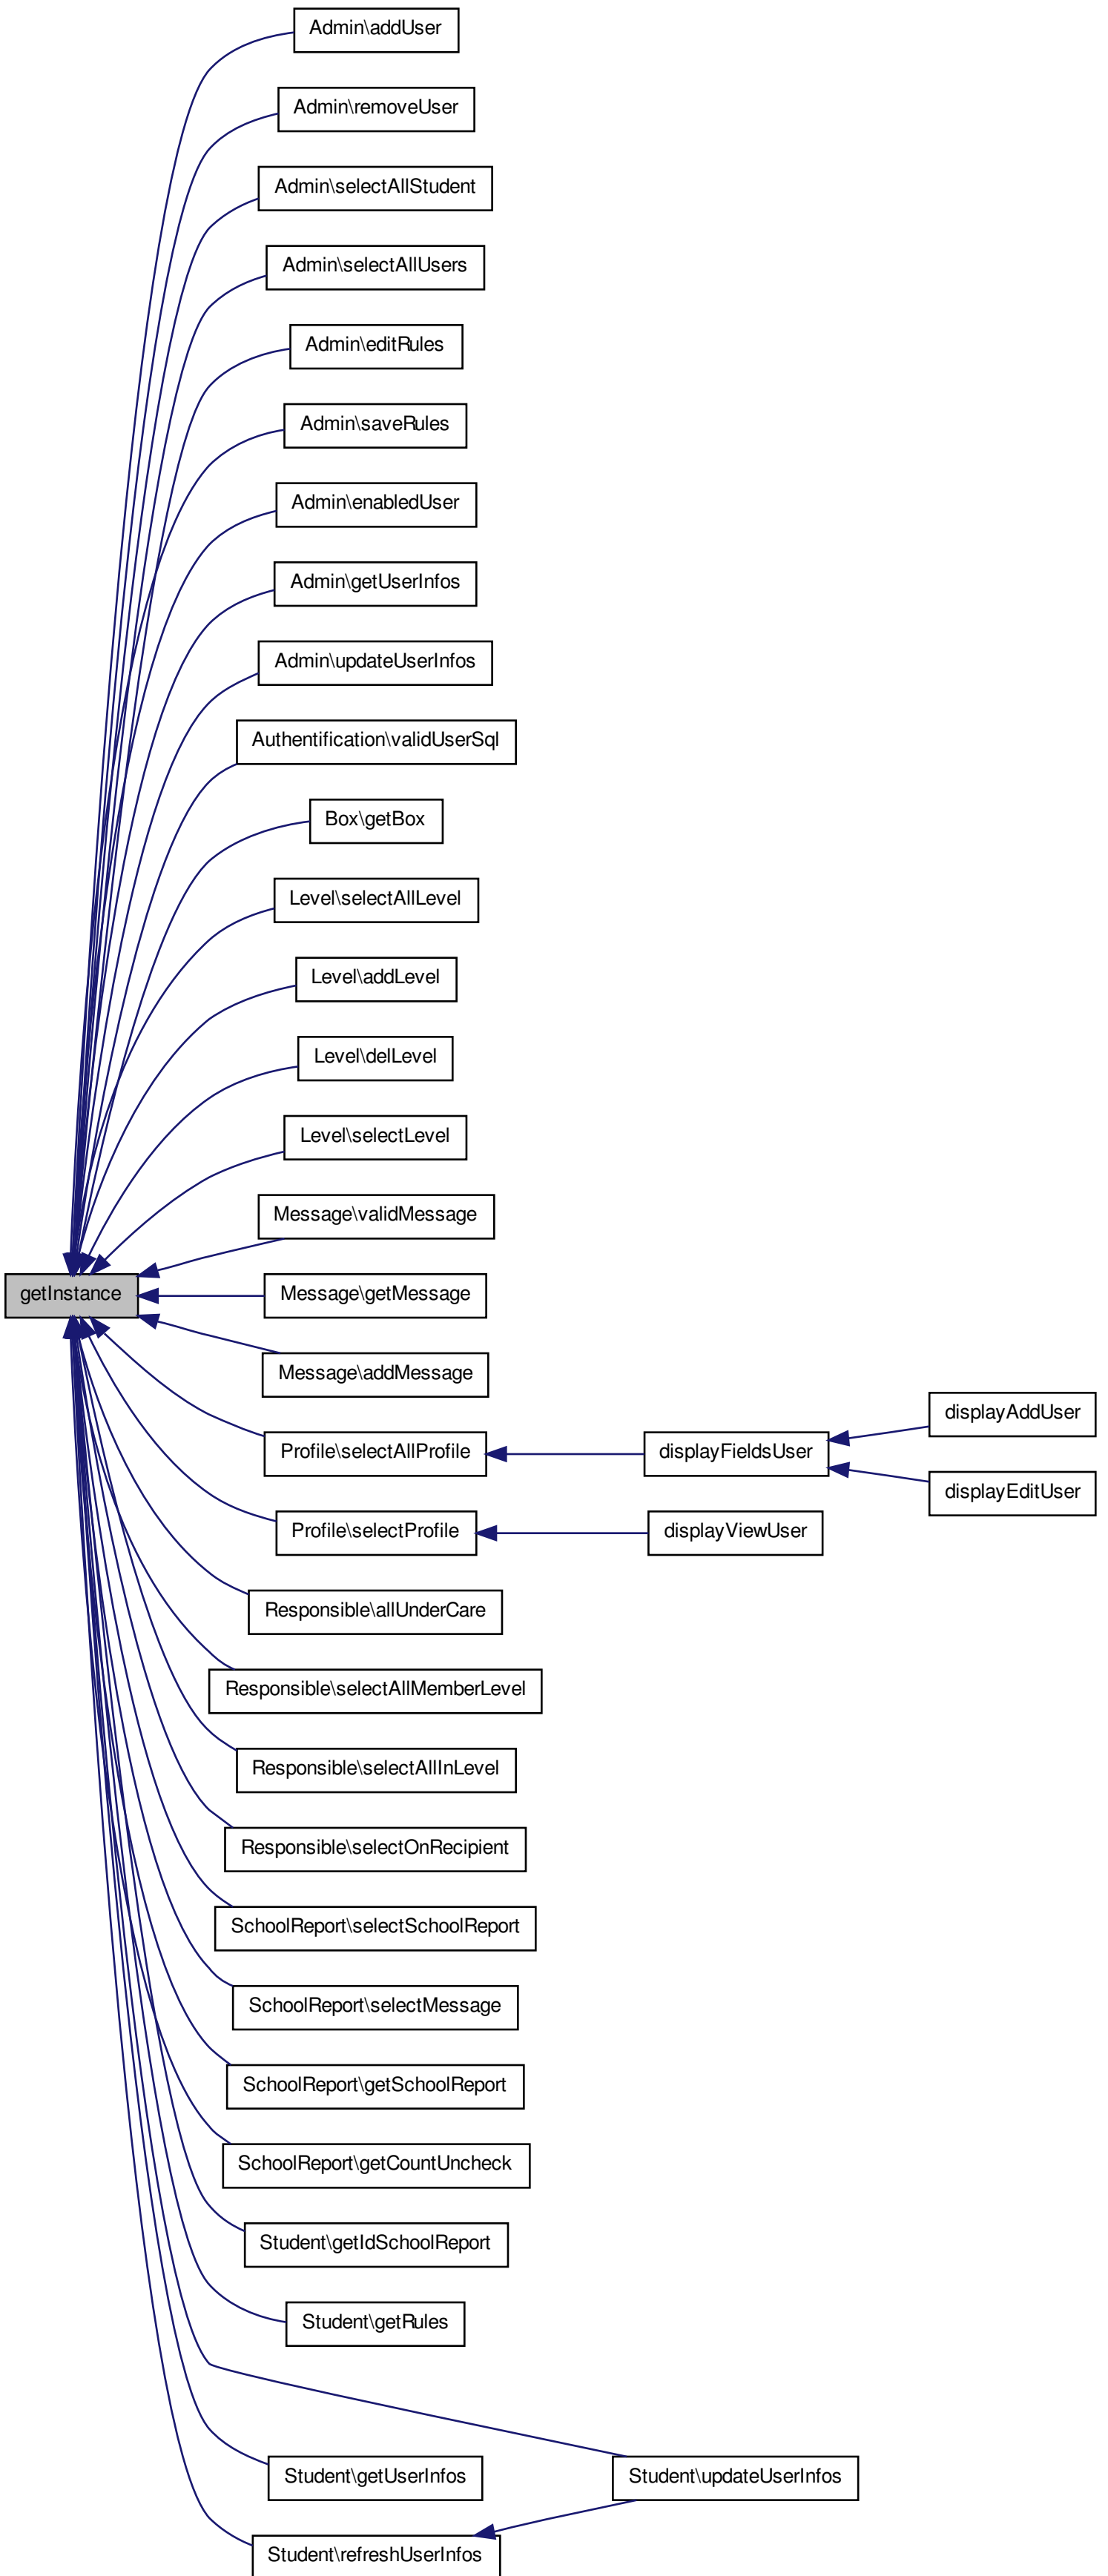 Admin\addUser
Admin\removeUser
Admin\selectAllStudent
Admin\selectAllUsers
Admin\editRules
Admin\saveRules
Admin\enabledUser
Admin\getUserInfos
Admin\updateUserInfos
Authentification\validUserSql
Box\getBox
Level\selectAllLevel
Level\addLevel
Level\delLevel
Level\selectLevel
Message\validMessage
getInstance
Message\getMessage
Message\addMessage
Profile\selectAllProfile
displayFieldsUser
displayAddUser
displayEditUser
Profile\selectProfile
displayViewUser
Responsible\allUnderCare
Responsible\selectAllMemberLevel
Responsible\selectAllInLevel
Responsible\selectOnRecipient
SchoolReport\selectSchoolReport
SchoolReport\selectMessage
SchoolReport\getSchoolReport
SchoolReport\getCountUncheck
Student\getIdSchoolReport
Student\getRules
Student\getUserInfos
Student\updateUserInfos
Student\refreshUserInfos